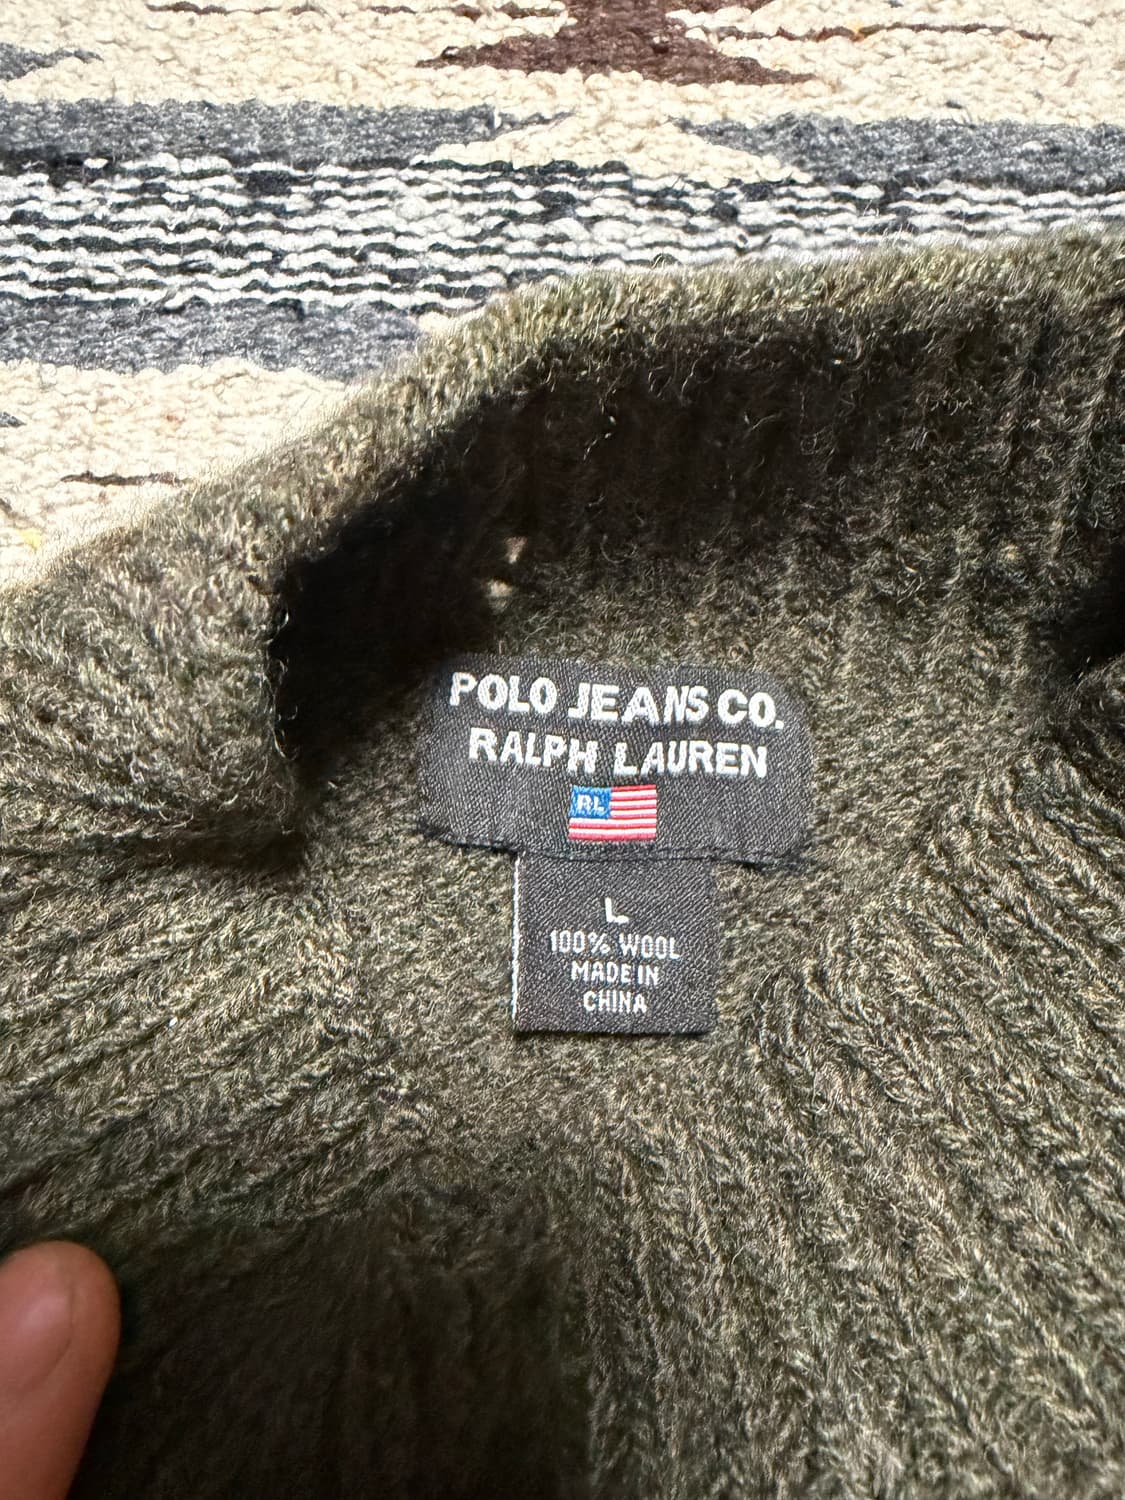 POLO JEANS CO.
RALPH LAUREN
RL
L
100% WOOL
MADE IN
CHINA